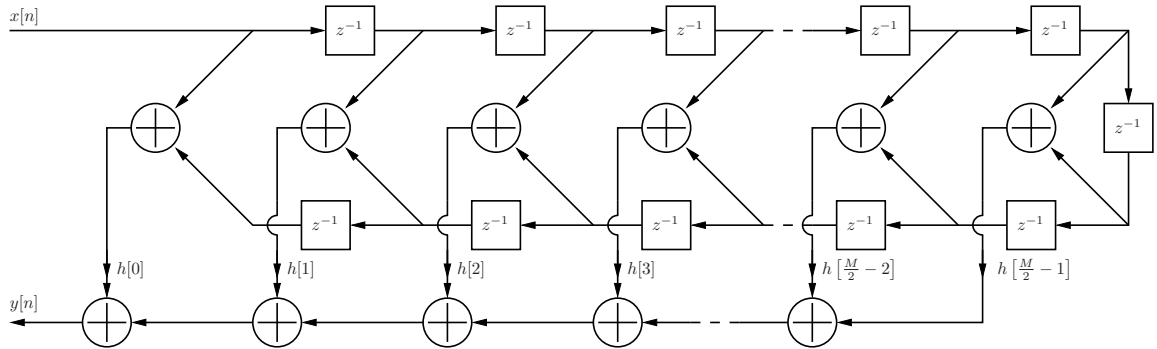 x[n]
z⁻¹ z⁻¹ z⁻¹ z⁻¹ z⁻¹
z⁻¹
z⁻¹ z⁻¹ z⁻¹ z⁻¹ z⁻¹
h[0] h[1] h[2] h[3] h[M/2 − 2] h[M/2 − 1]
y[n]